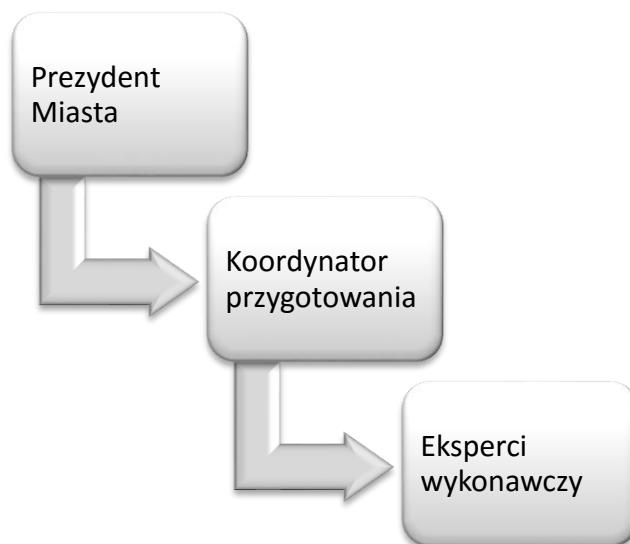 Prezydent
Miasta
Koordynator
przygotowania
Eksperci
wykonawczy